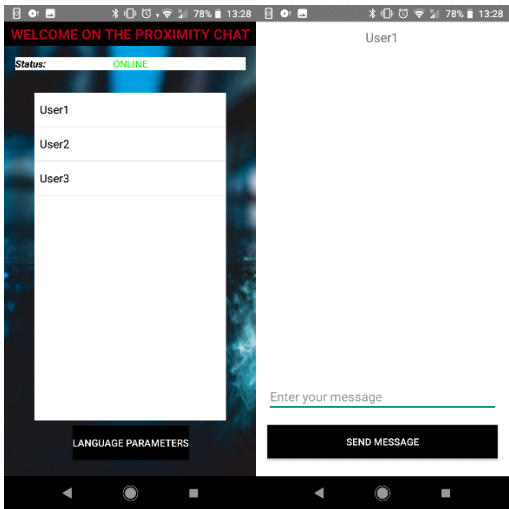 78% 13:28
WELCOME ON THE PROXIMITY CHAT
Status: ONLINE
User1
User2
User3
LANGUAGE PARAMETERS
78% 13:28
User1
Enter your message
SEND MESSAGE